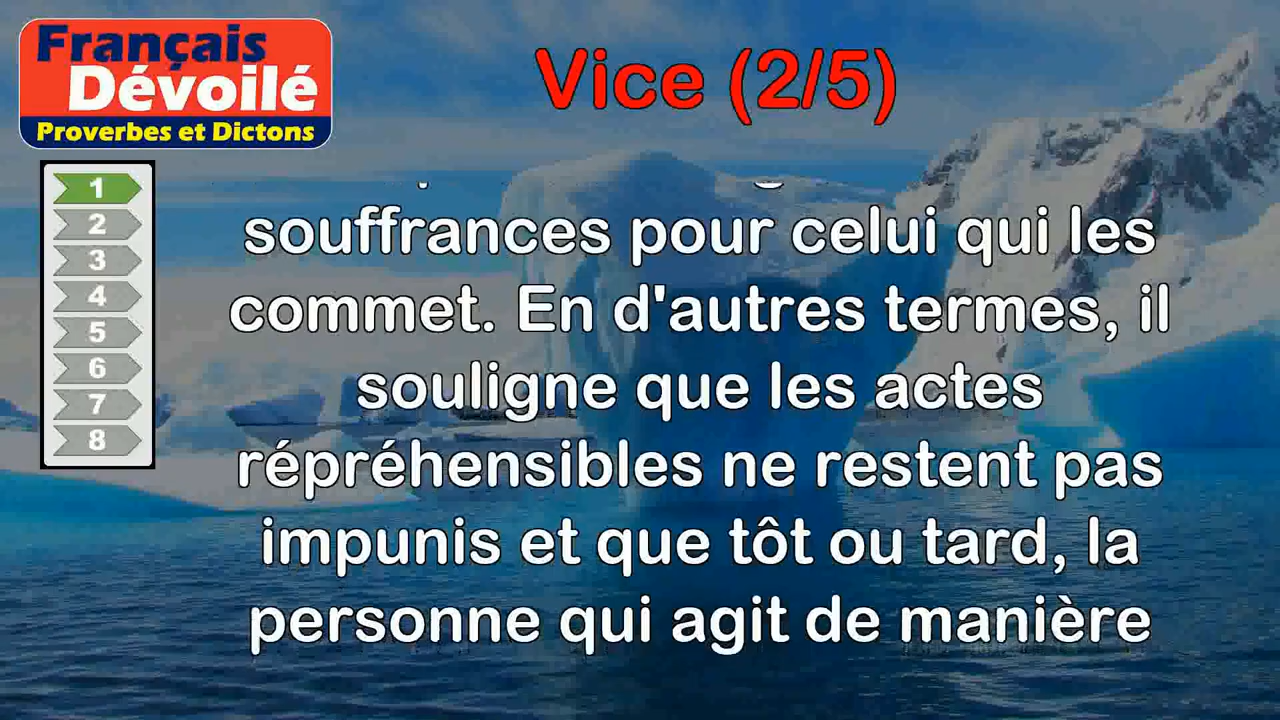 Français
Dévoilé
Proverbes et Dictons
Vice (2/5)
1
2
3
4
5
6
7
8
souffrances pour celui qui les
commet. En d'autres termes, il
souligne que les actes
répréhensibles ne restent pas
impunis et que tôt ou tard, la
personne qui agit de manière